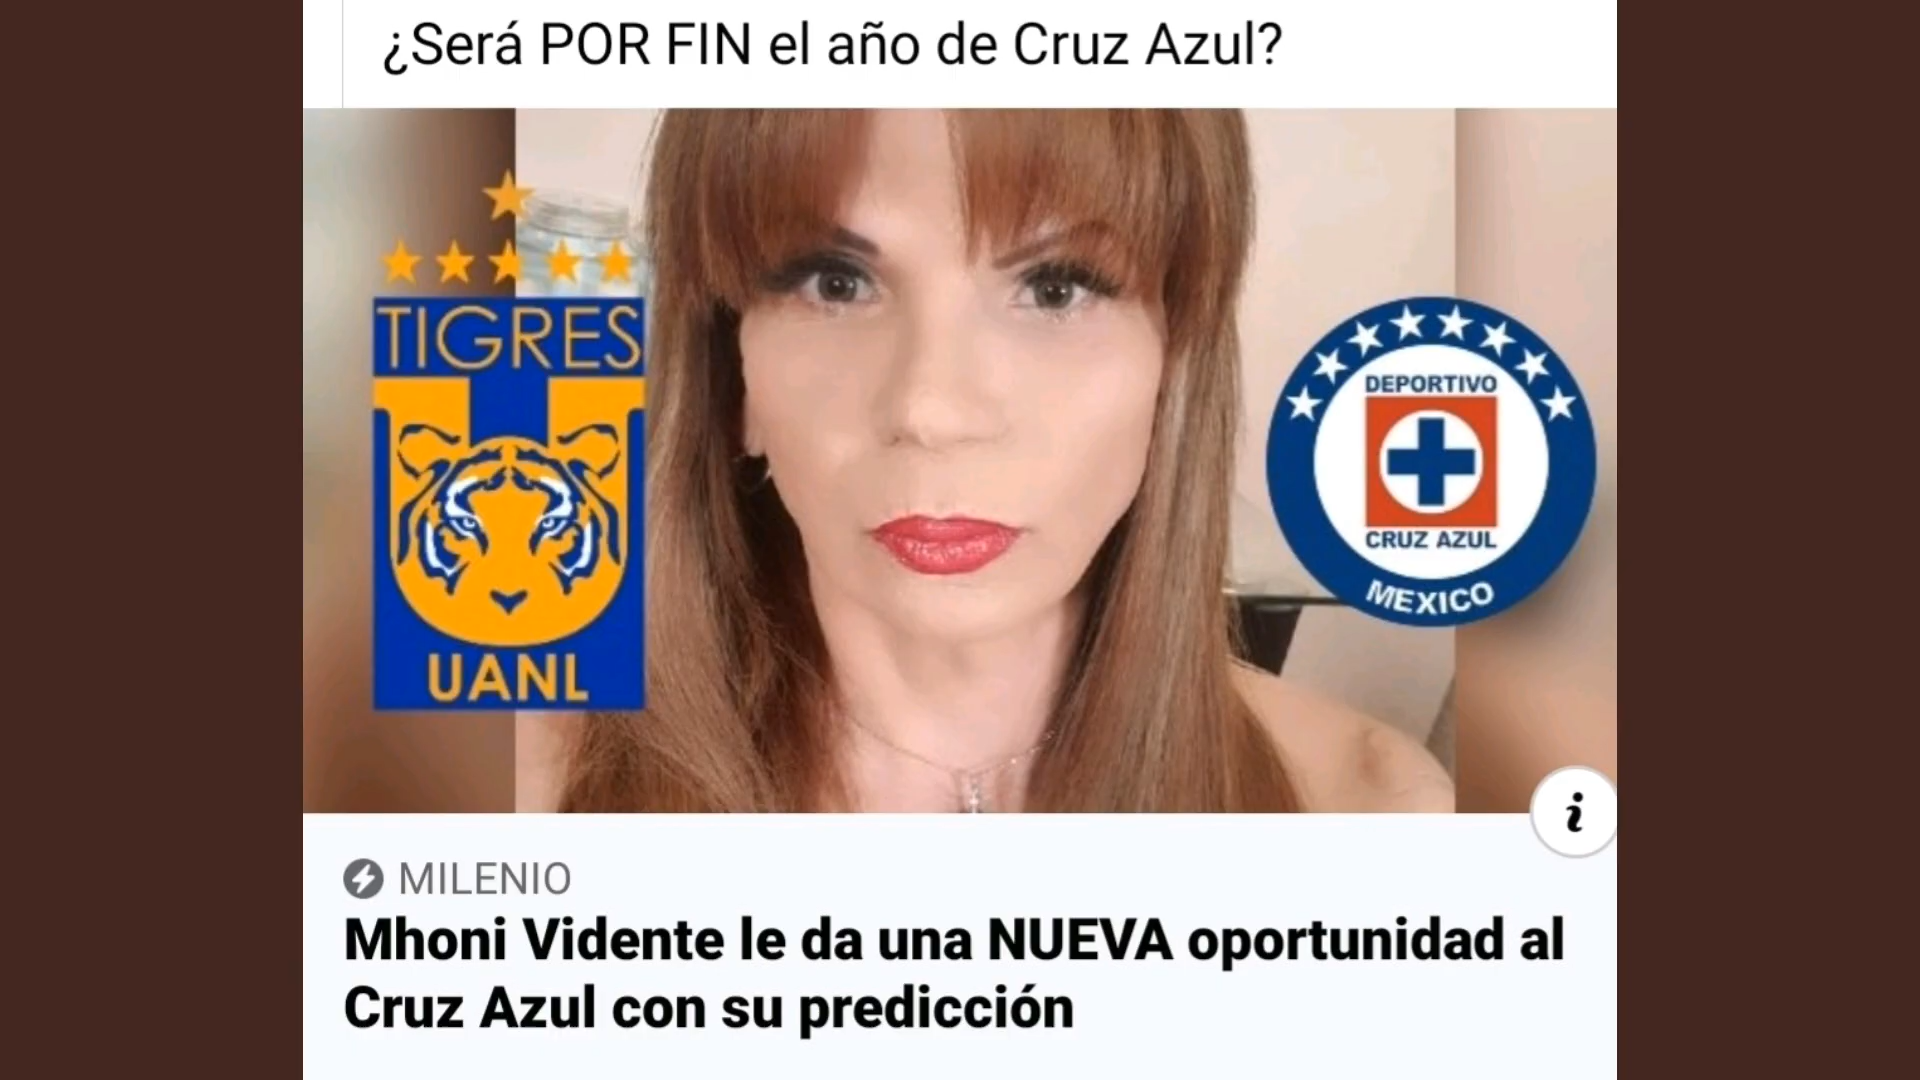 ¿Será POR FIN el año de Cruz Azul?
TIGRES
UANL
DEPORTIVO
CRUZ AZUL
MEXICO
i
MILENIO
Mhoni Vidente le da una NUEVA oportunidad al
Cruz Azul con su predicción